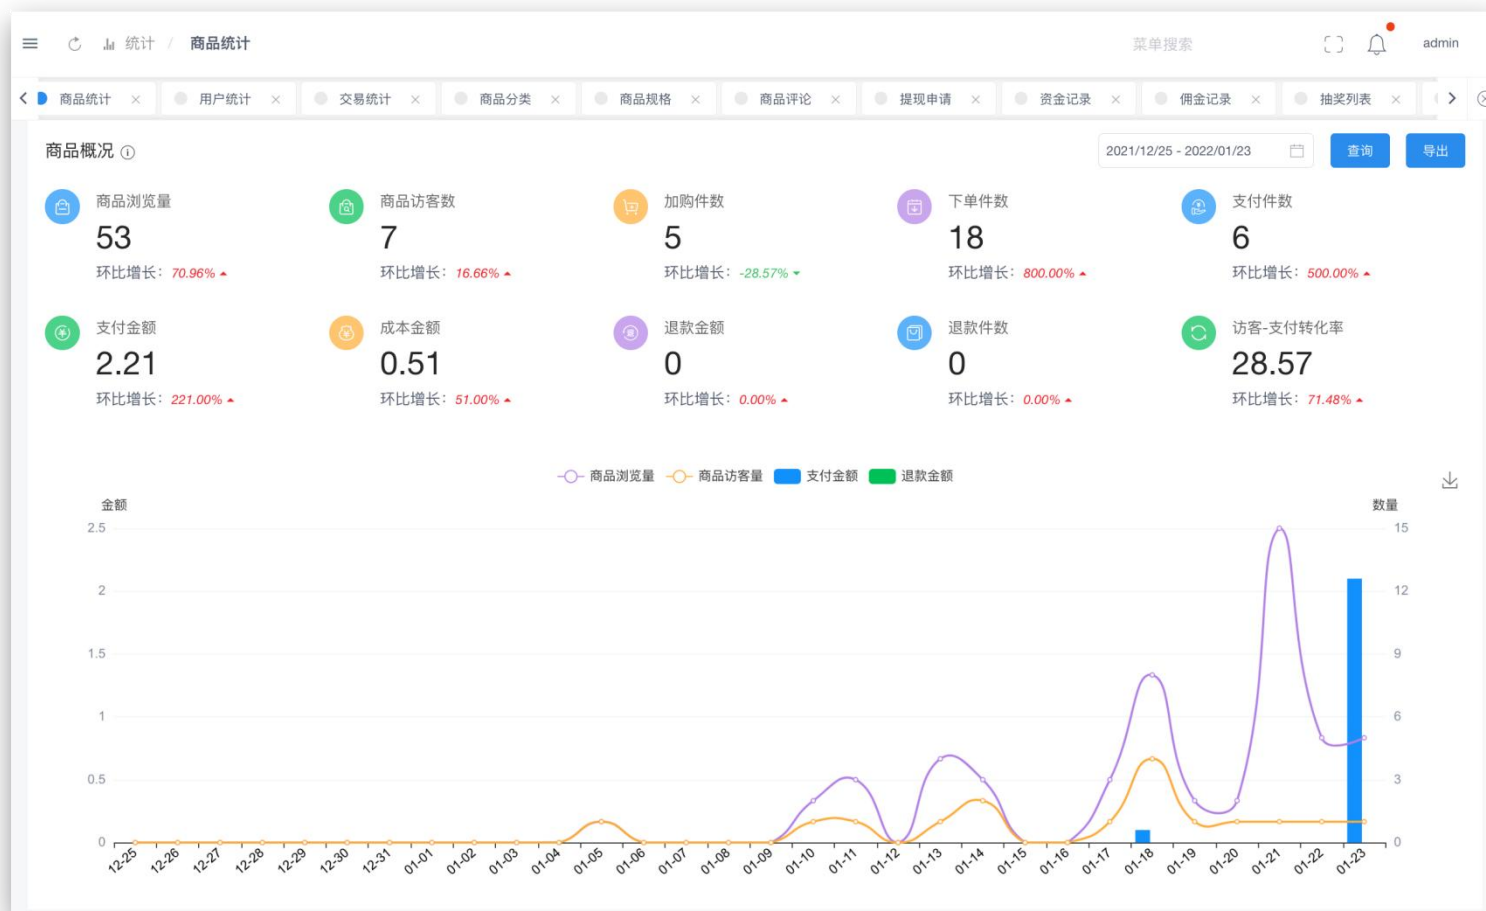 统计 / 商品统计
菜单搜索
admin
商品统计 × 用户统计 × 交易统计 × 商品分类 × 商品规格 × 商品评论 × 提现申请 × 资金记录 × 佣金记录 × 抽奖列表 ×
商品概况
2021/12/25 - 2022/01/23
查询
导出
商品浏览量
53
环比增长：70.96%
商品访客数
7
环比增长：16.66%
加购件数
5
环比增长：-28.57%
下单件数
18
环比增长：800.00%
支付件数
6
环比增长：500.00%
支付金额
2.21
环比增长：221.00%
成本金额
0.51
环比增长：51.00%
退款金额
0
环比增长：0.00%
退款件数
0
环比增长：0.00%
访客-支付转化率
28.57
环比增长：71.48%
商品浏览量 商品访客量 支付金额 退款金额
金额 数量
2.5 15
2 12
1.5 9
1 6
0.5 3
0 0
12-25 12-26 12-27 12-28 12-29 12-30 12-31 01-01 01-02 01-03 01-04 01-05 01-06 01-07 01-08 01-09 01-10 01-11 01-12 01-13 01-14 01-15 01-16 01-17 01-18 01-19 01-20 01-21 01-22 01-23